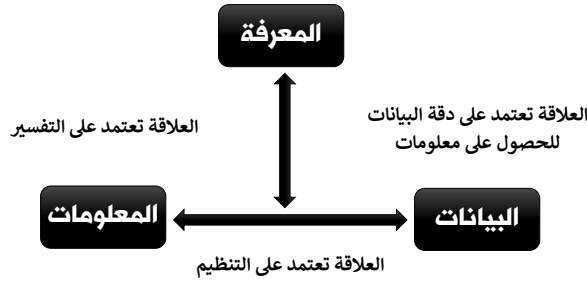 المعرفة
العلاقة تعتمد على دقة البيانات
للحصول على معلومات
العلاقة تعتمد على التفسير
البيانات
المعلومات
العلاقة تعتمد على التنظيم